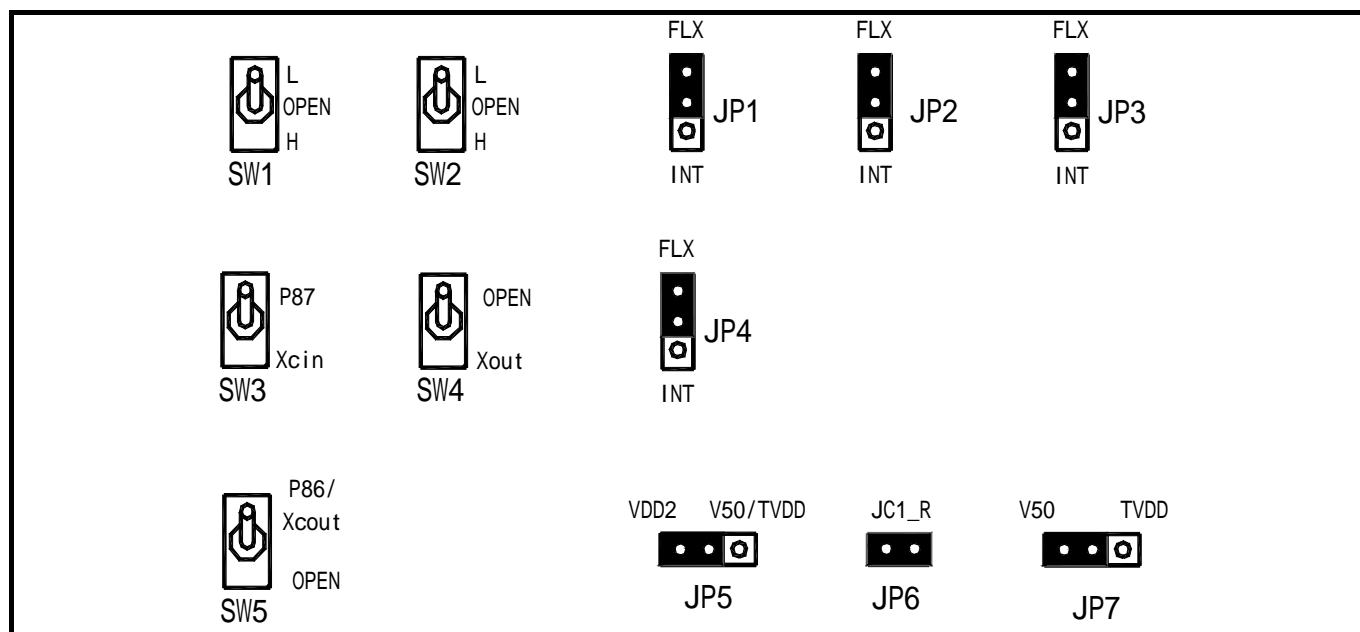 FLX
FLX
FLX
L
OPEN
H
SW1
L
OPEN
H
SW2
JP1
INT
JP2
INT
JP3
INT
P87
Xcin
SW3
OPEN
Xout
SW4
FLX
JP4
INT
P86/
Xcout
OPEN
SW5
VDD2 V50/TVDD
JP5
JC1_R
JP6
V50 TVDD
JP7